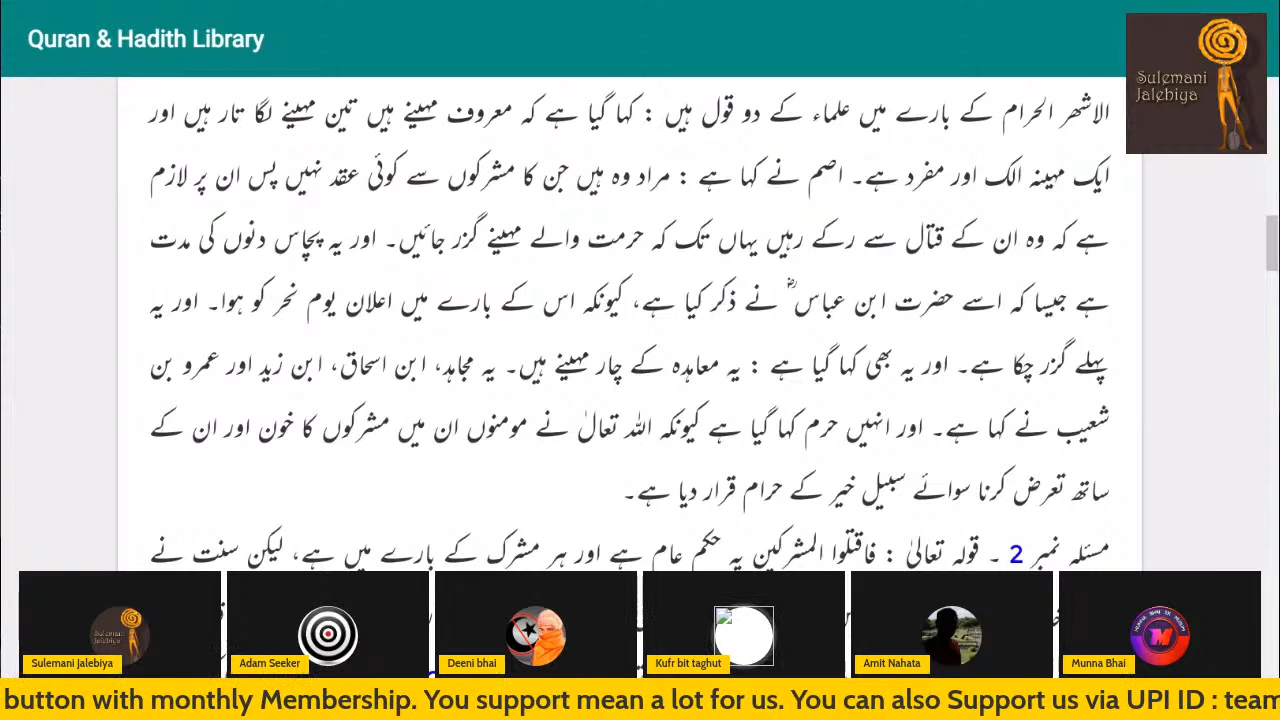 Quran & Hadith Library
Sulemani
Jalebiya
الاشھر الحرام کے بارے میں علماء کے دو قول ہیں : کہا گیا ہے کہ معروف مہینے ہیں تین مہینے لگا تار ہیں اور
ایک مہینہ الک اور مفرد ہے۔ اصم نے کہا ہے : مراد وہ ہیں جن کا مشرکوں سے کوئی عقد نہیں پس ان پر لازم
ہے کہ وہ ان کے قتال سے رکے رہیں یہاں تک کہ حرمت والے مہینے گزر جائیں۔ اور یہ پچاس دنوں کی مدت
ہے جیسا کہ اسے حضرت ابن عباس ؓ نے ذکر کیا ہے، کیونکہ اس کے بارے میں اعلان یوم نحر کو ہوا۔ اور یہ
پہلے گزر چکا ہے۔ اور یہ بھی کہا گیا ہے : یہ معاہدہ کے چار مہینے ہیں۔ یہ مجاہد، ابن اسحاق، ابن زید اور عمرو بن
شعیب نے کہا ہے۔ اور انہیں حرم کہا گیا ہے کیونکہ اللہ تعالیٰ نے مومنوں ان میں مشرکوں کا خون اور ان کے
ساتھ تعرض کرنا سوائے سبیل خیر کے حرام قرار دیا ہے۔
مسئلہ نمبر 2 ۔ قولہ تعالیٰ : فاقتلوا المشرکین یہ حکم عام ہے اور ہر مشرک کے بارے میں ہے، لیکن سنت نے
Sulemani Jalebiya
Adam Seeker
Deeni bhai
Kufr bit taghut
Amit Nahata
Munna Bhai
button with monthly Membership. You support mean a lot for us. You can also Support us via UPI ID : team